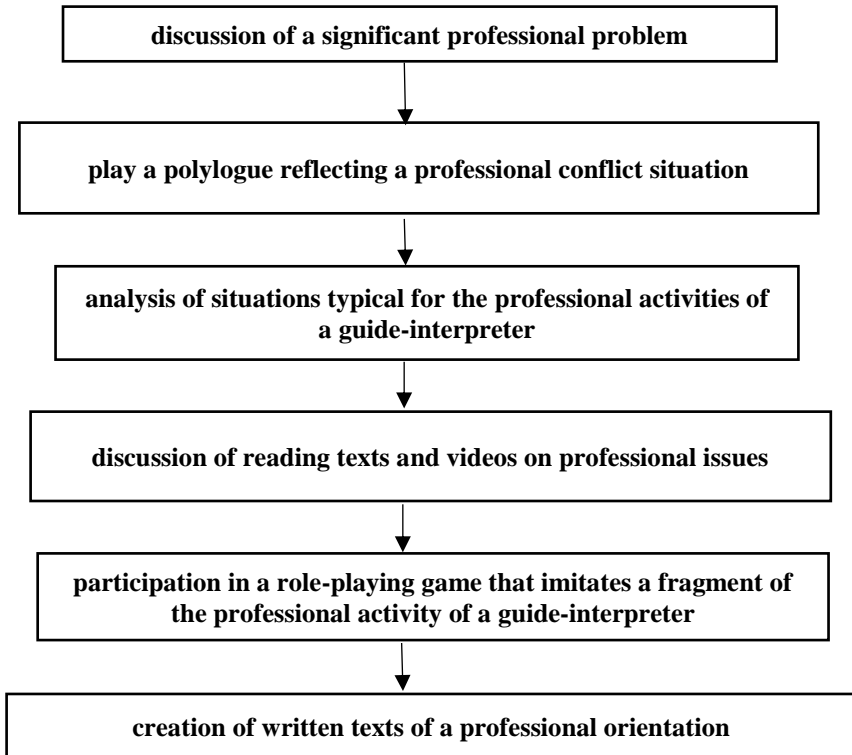 discussion of a significant professional problem
play a polylogue reflecting a professional conflict situation
analysis of situations typical for the professional activities of
a guide-interpreter
discussion of reading texts and videos on professional issues
participation in a role-playing game that imitates a fragment of
the professional activity of a guide-interpreter
creation of written texts of a professional orientation